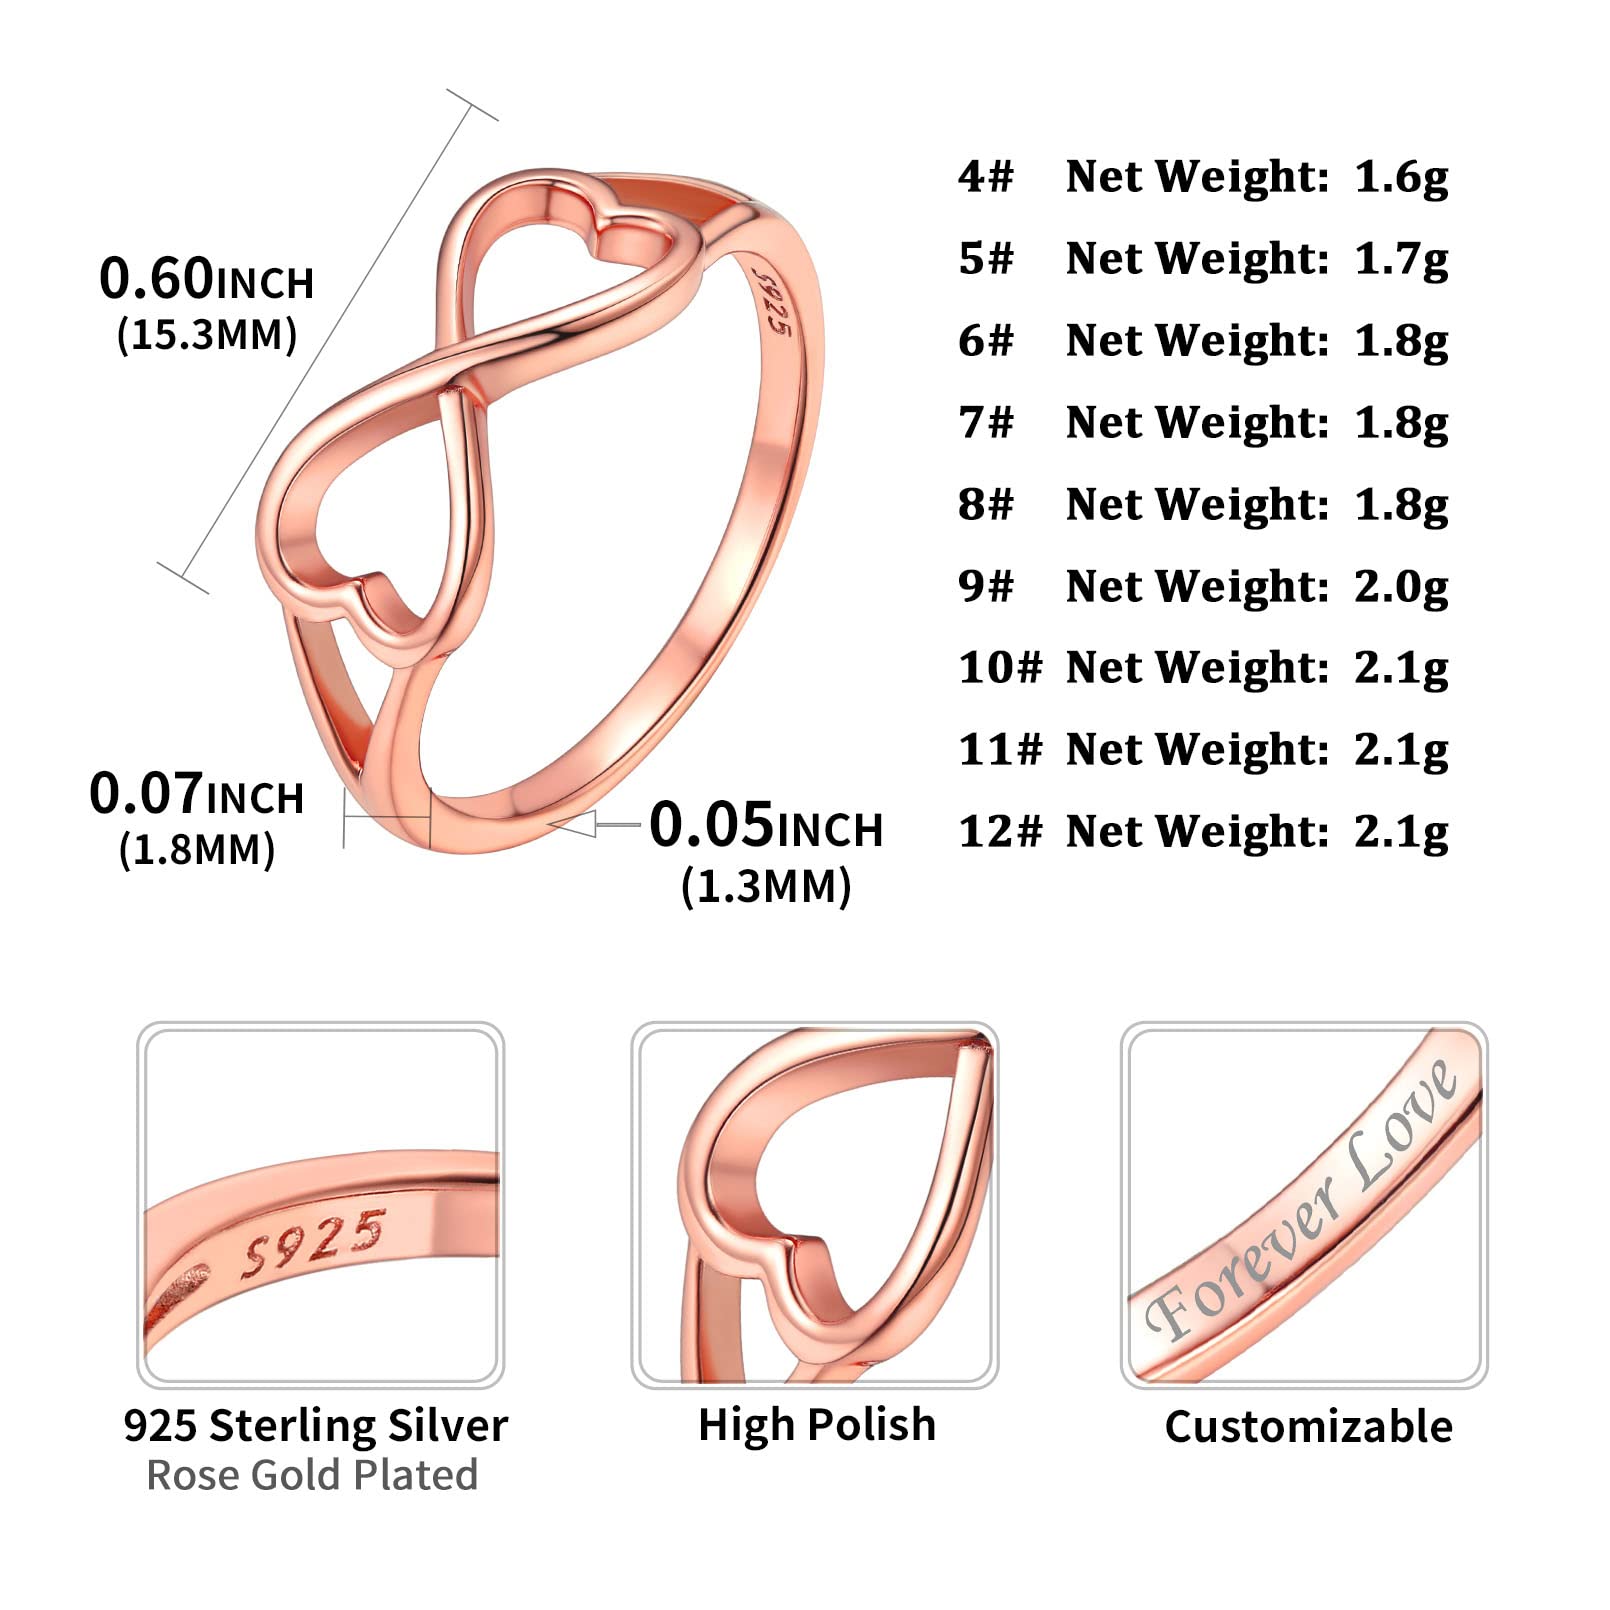 0.60INCH
(15.3MM)
S925
0.07INCH
(1.8MM)
0.05INCH
(1.3MM)
4# Net Weight: 1.6g
5# Net Weight: 1.7g
6# Net Weight: 1.8g
7# Net Weight: 1.8g
8# Net Weight: 1.8g
9# Net Weight: 2.0g
10# Net Weight: 2.1g
11# Net Weight: 2.1g
12# Net Weight: 2.1g
S925
925 Sterling Silver
Rose Gold Plated
High Polish
Forever Love
Customizable